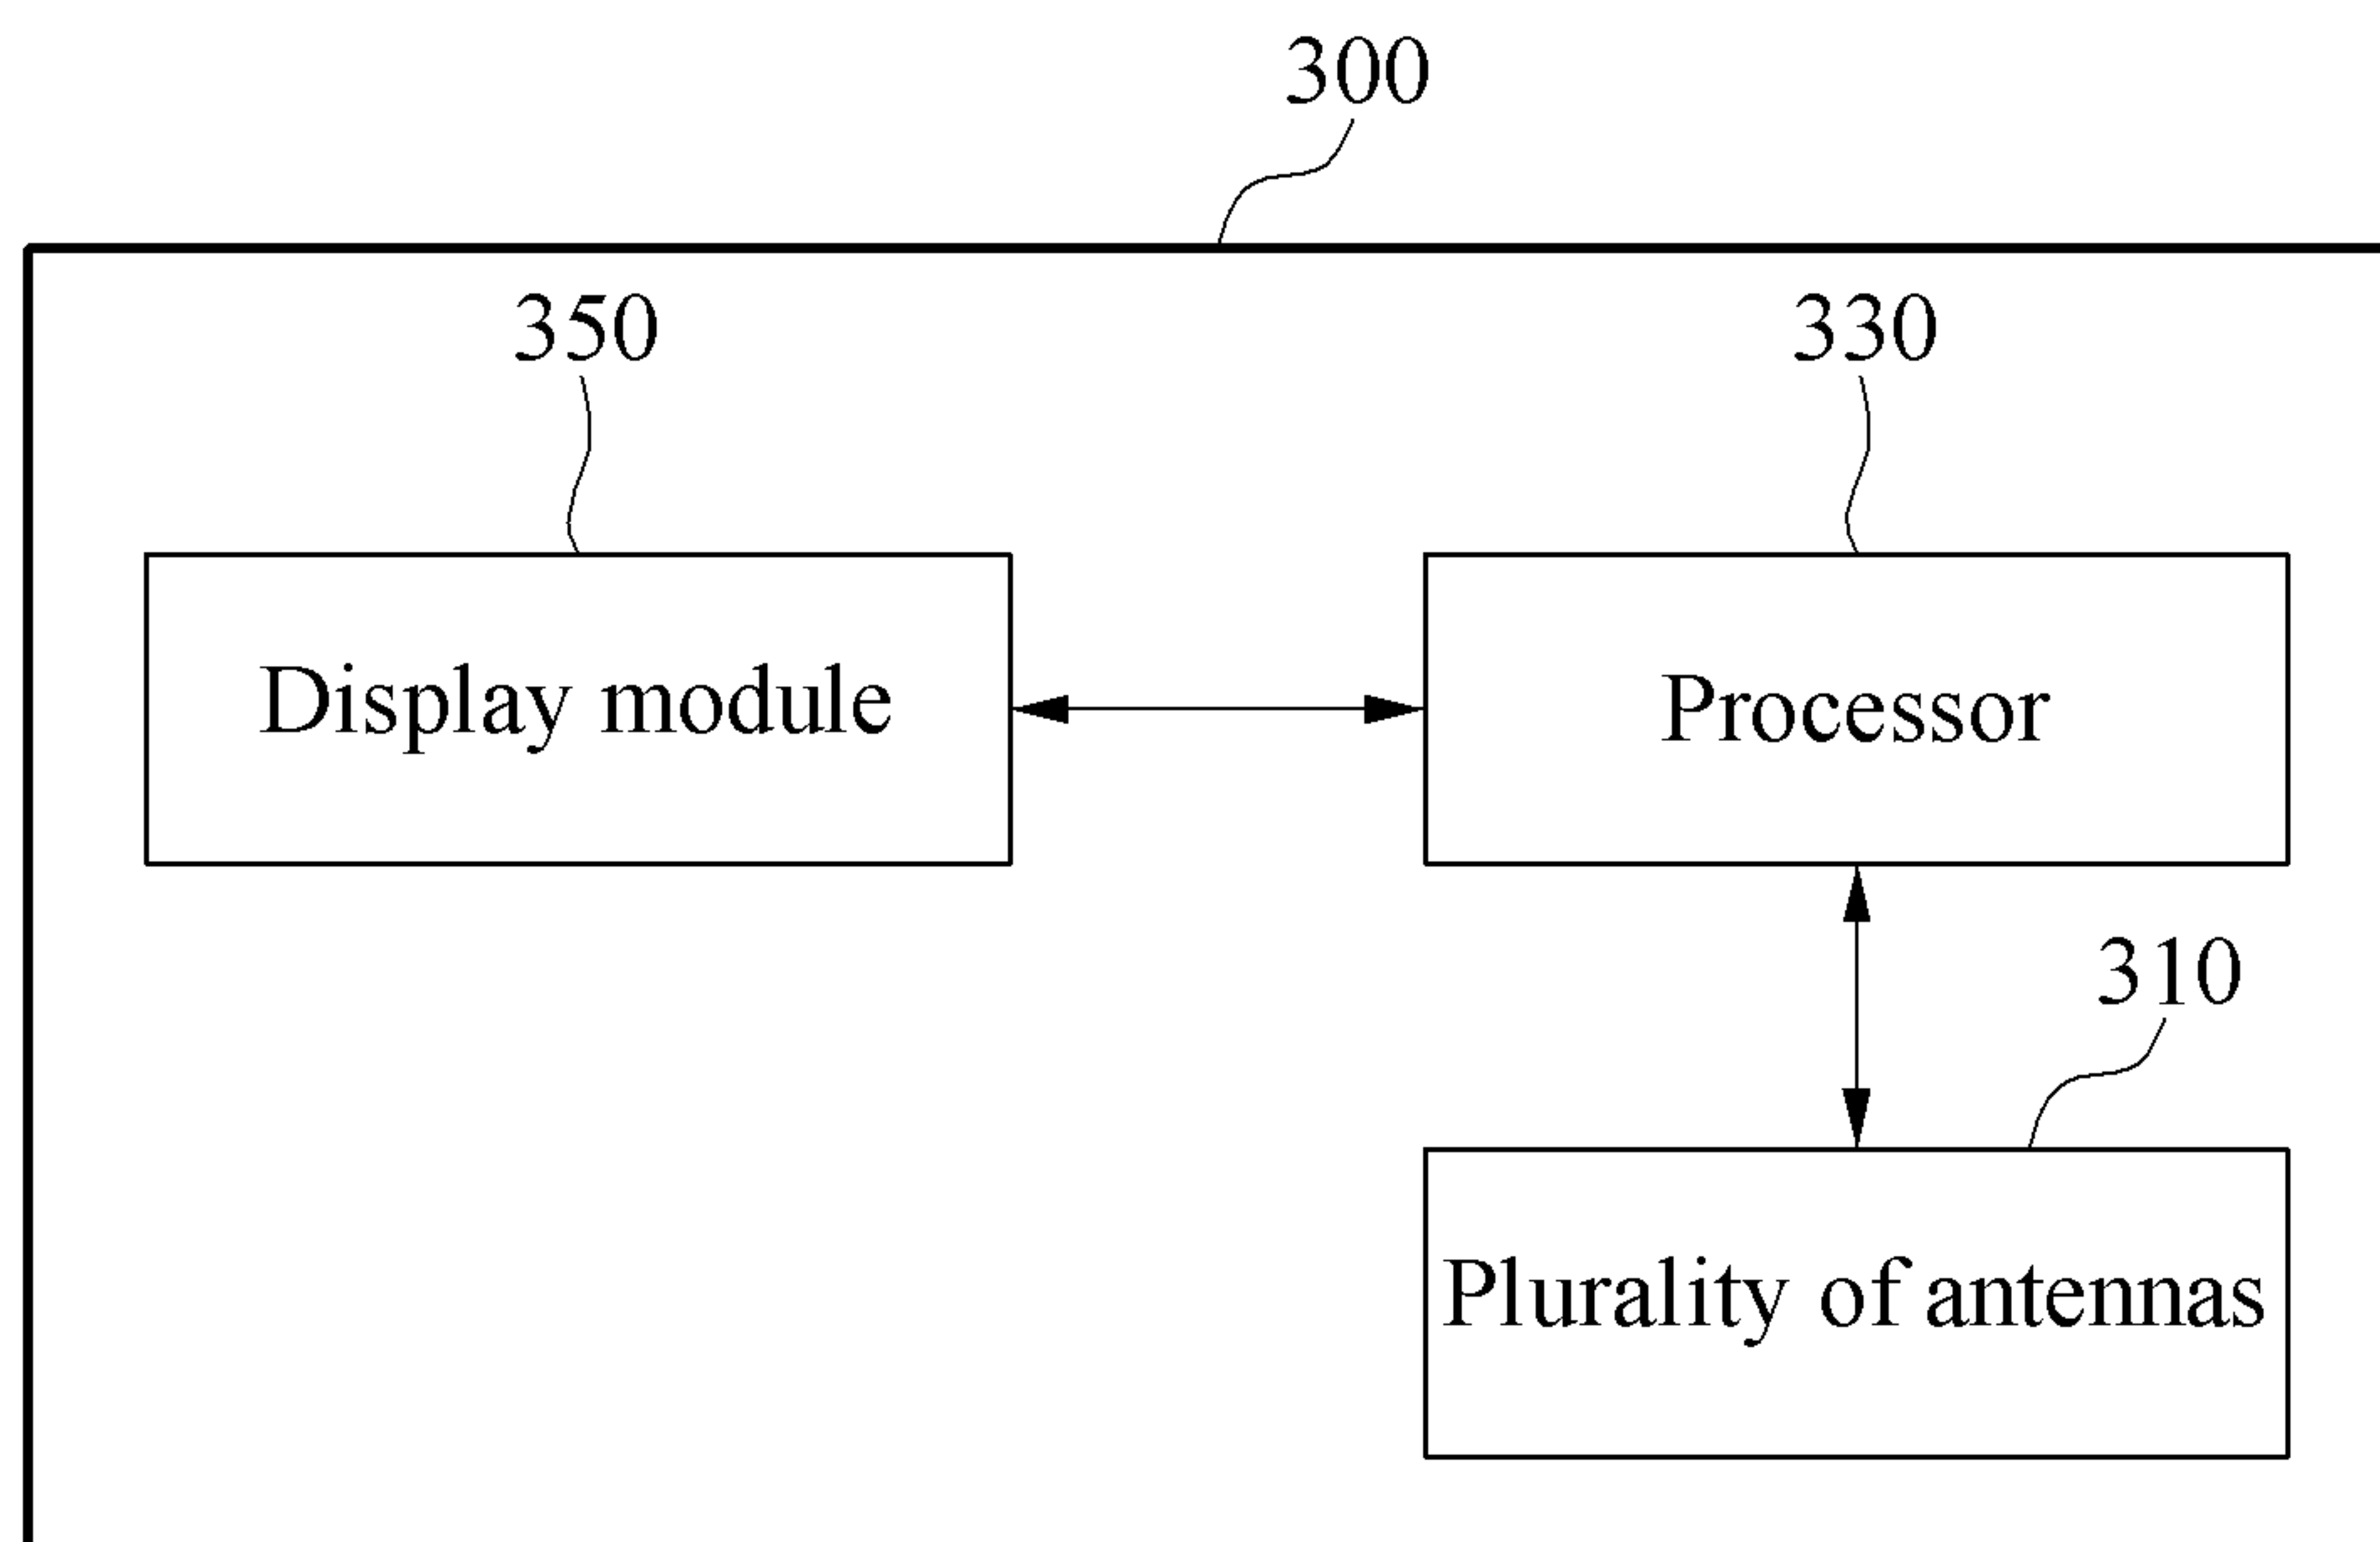 300
350
330
Display module
Processor
310
Plurality of antennas